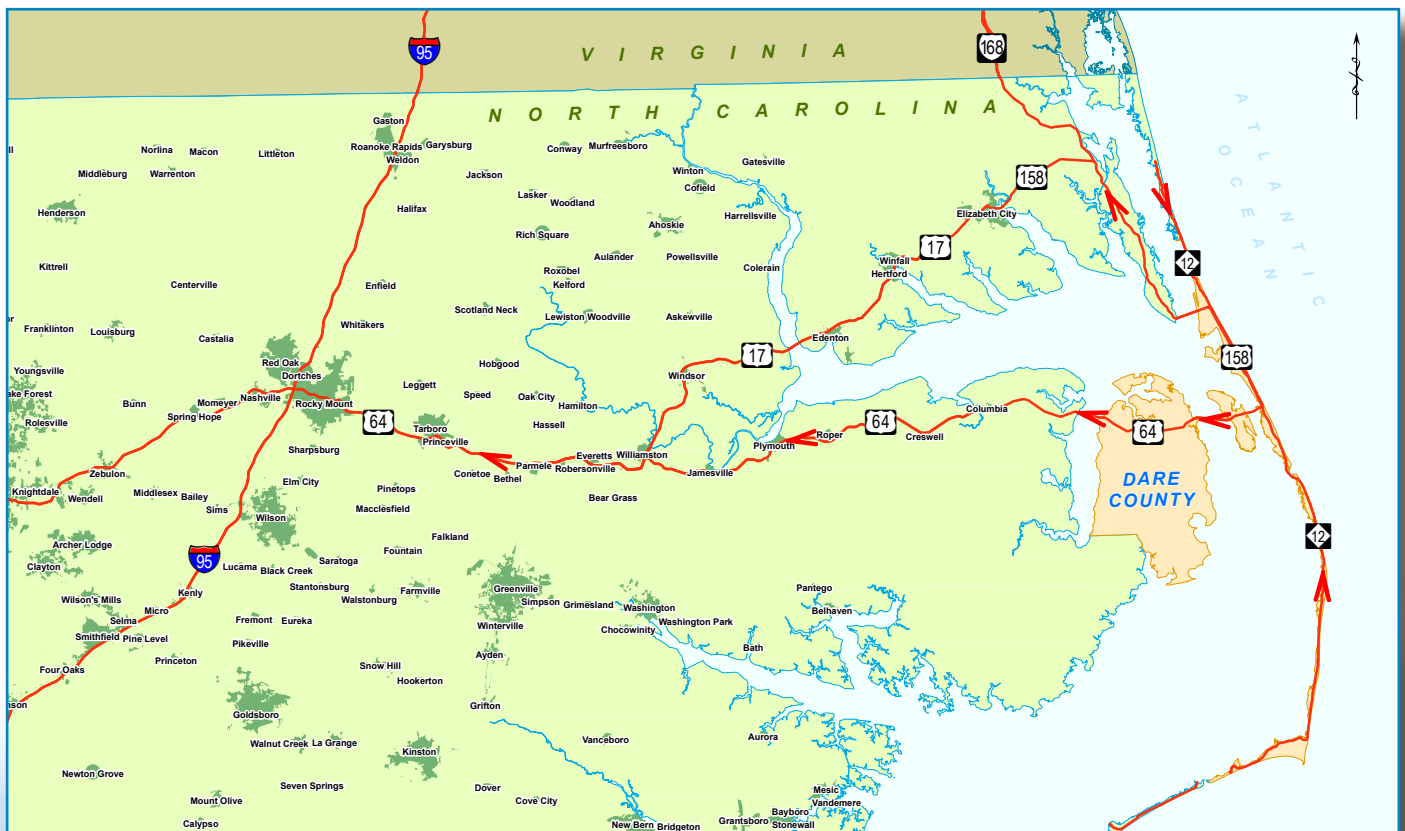 VIRGINIA
95
168
NORTH CAROLINA
ATLANTIC
OCEAN
Gaston
Roanoke Rapids
Garysburg
Weldon
Norlina
Macon
Littleton
Conway
Murfreesboro
Gatesville
Middleburg
Warrenton
Jackson
Winton
Cofield
158
Lasker
Woodland
Henderson
Halifax
Harrellsville
Elizabeth City
Rich Square
Ahoskie
17
12
Kittrell
Aulander
Powellsville
Colerain
Winfall
Hertford
Roxobel
Kelford
Centerville
Enfield
Scotland Neck
Lewiston Woodville
Askewville
Franklinton
Louisburg
Castalia
Whitakers
Edenton
17
158
Youngsville
Red Oak
Dortches
Hobgood
Windsor
ake Forest
Rolesville
Bunn
Momeyer
Nashville
Spring Hope
Rocky Mount
Leggett
Speed
Oak City
Hamilton
Hassell
64
Tarboro
Princeville
Columbia
64
Creswell
Roper
Plymouth
64
Sharpsburg
Everetts
Williamston
Robersonville
Parmele
Conetoe
Bethel
Jamesville
DARE
COUNTY
Zebulon
Knightdale
Wendell
Middlesex
Bailey
Sims
Elm City
Pinetops
Macclesfield
Bear Grass
Wilson
12
Archer Lodge
Clayton
95
Falkland
Fountain
Saratoga
Lucama
Black Creek
Stantonsburg
Walstonburg
Farmville
Greenville
Simpson
Grimesland
Washington
Washington Park
Chocowinity
Pantego
Belhaven
Wilson's Mills
Kenly
Micro
Selma
Smithfield
Pine Level
Fremont
Eureka
Pikeville
Winterville
Ayden
Bath
Four Oaks
Princeton
Snow Hill
Hookerton
nson
Goldsboro
Grifton
Walnut Creek
La Grange
Kinston
Vanceboro
Aurora
Newton Grove
Seven Springs
Mount Olive
Calypso
Dover
Cove City
Mesic
Vandemere
Bayboro
Stonewall
Grantsboro
New Bern
Bridgeton